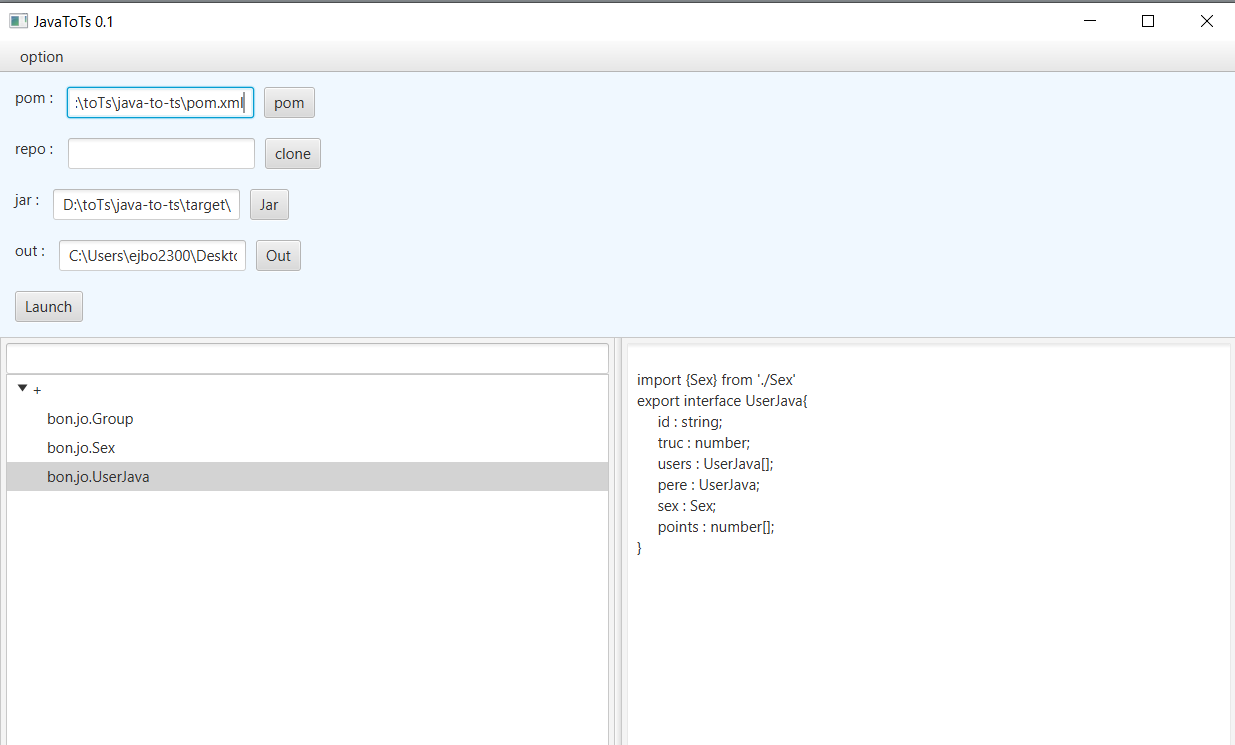 JavaToTs 0.1
option
pom : :\toTs\java-to-ts\pom.xml pom
repo : clone
jar : D:\toTs\java-to-ts\target\ Jar
out : C:\Users\ejbo2300\Deskto Out
Launch
+
bon.jo.Group
bon.jo.Sex
bon.jo.UserJava
import {Sex} from './Sex'
export interface UserJava{
id : string;
truc : number;
users : UserJava[];
pere : UserJava;
sex : Sex;
points : number[];
}